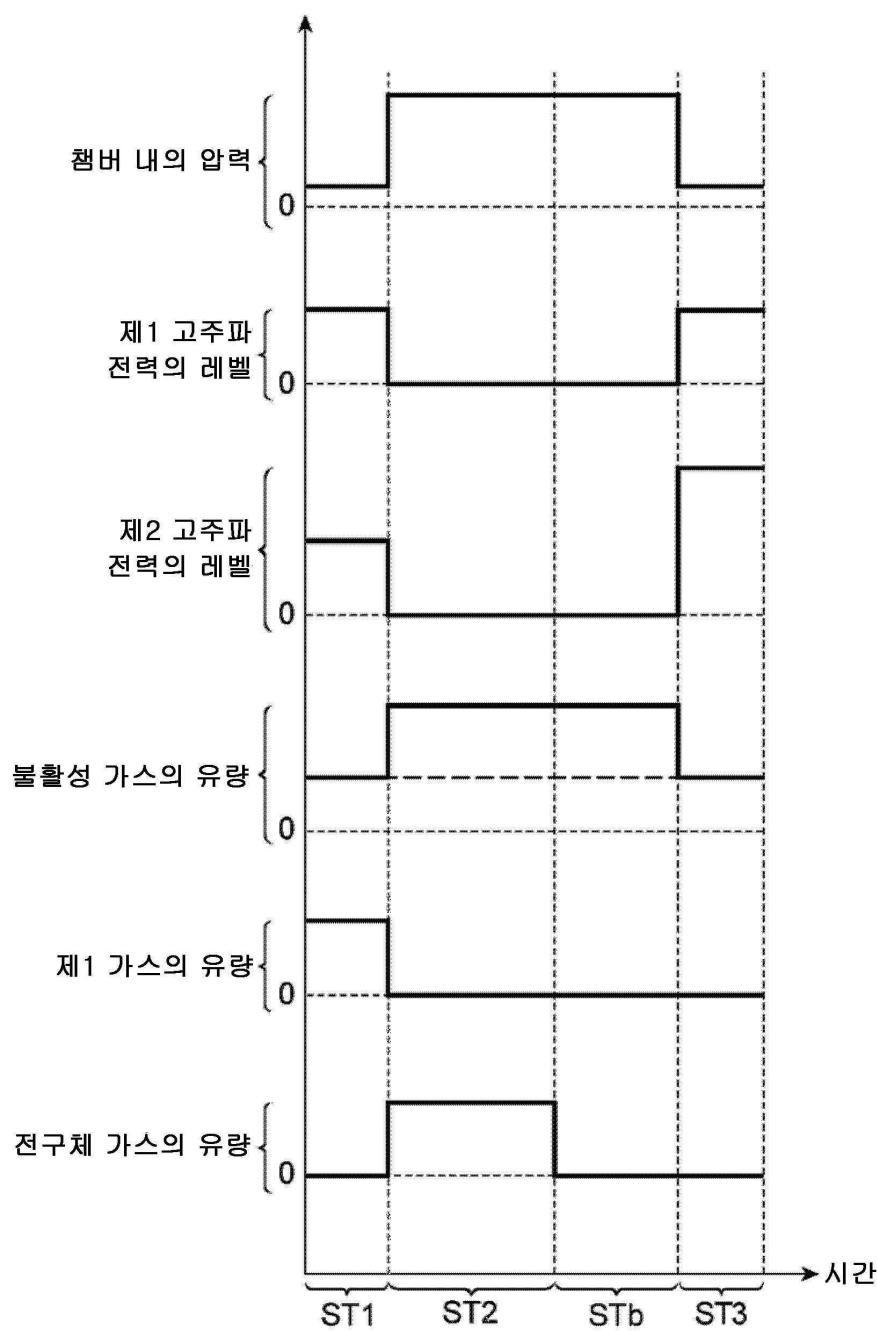 챔버 내의 압력
0
제1 고주파
전력의 레벨
0
제2 고주파
전력의 레벨
0
불활성 가스의 유량
0
제1 가스의 유량
0
전구체 가스의 유량
0
시간
ST1 ST2 STb ST3